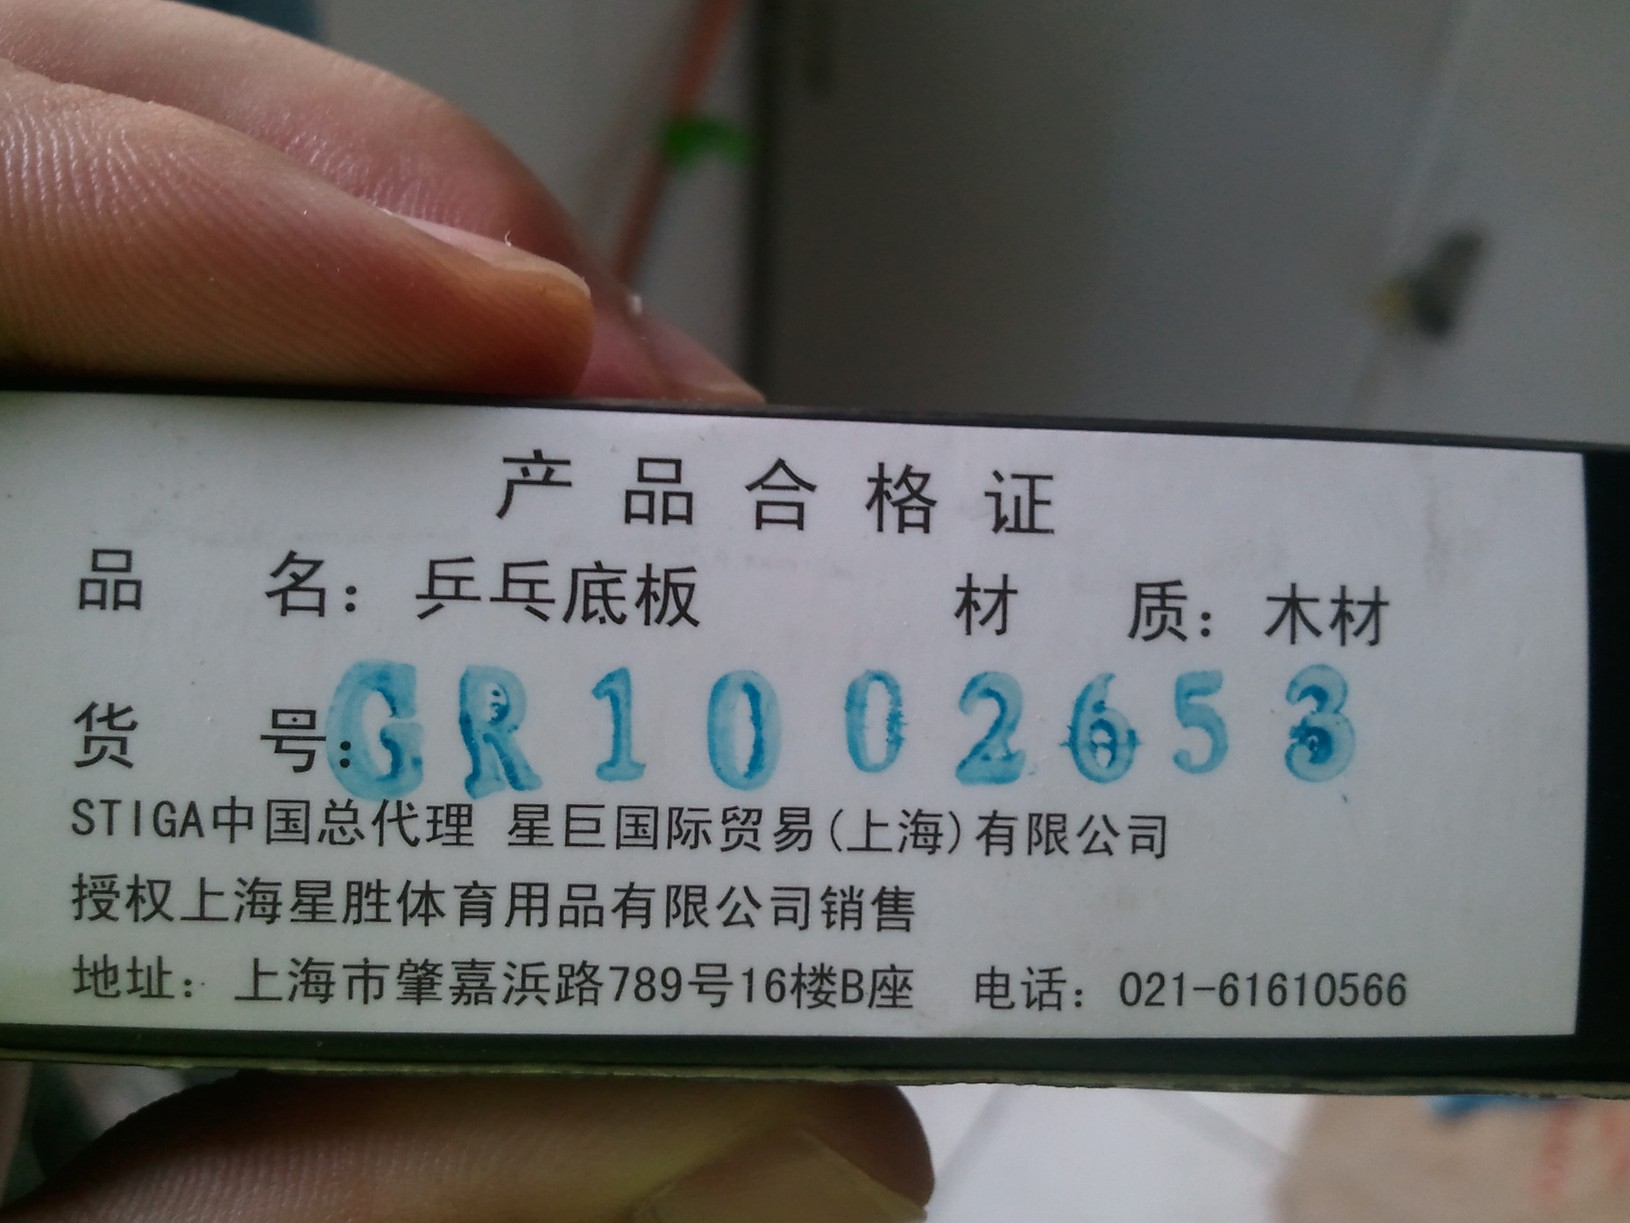 产品合格证
品 名：乒乓底板 材 质：木材
货 号：GR1002653
STIGA中国总代理 星巨国际贸易(上海)有限公司
授权上海星胜体育用品有限公司销售
地址：上海市肇嘉浜路789号16楼B座 电话：021-61610566